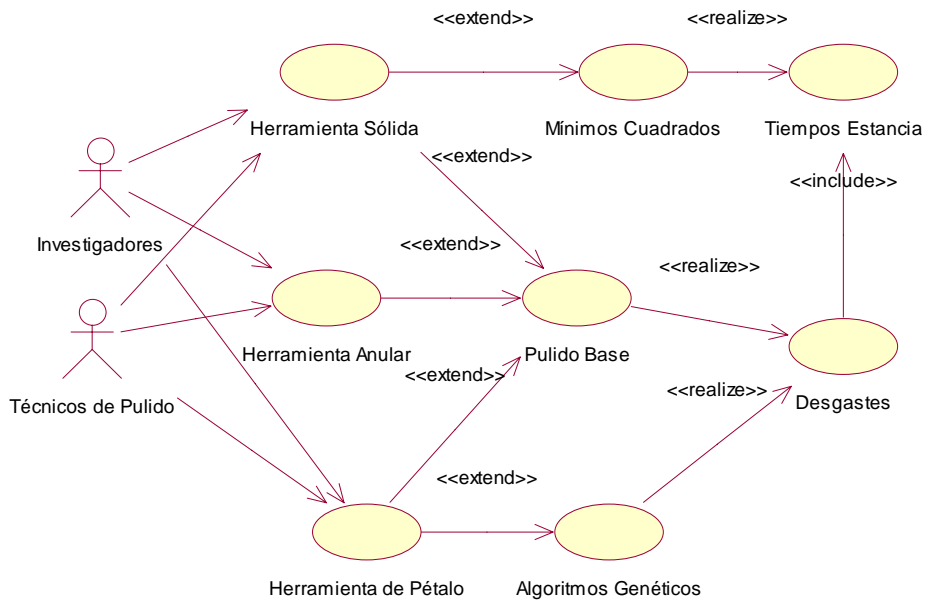 <<extend>>
<<realize>>
Herramienta Sólida
Mínimos Cuadrados
Tiempos Estancia
<<extend>>
<<include>>
Investigadores
<<extend>>
<<realize>>
Herramienta Anular
Pulido Base
<<extend>>
<<realize>>
Técnicos de Pulido
Desgastes
<<extend>>
Herramienta de Pétalo
Algoritmos Genéticos